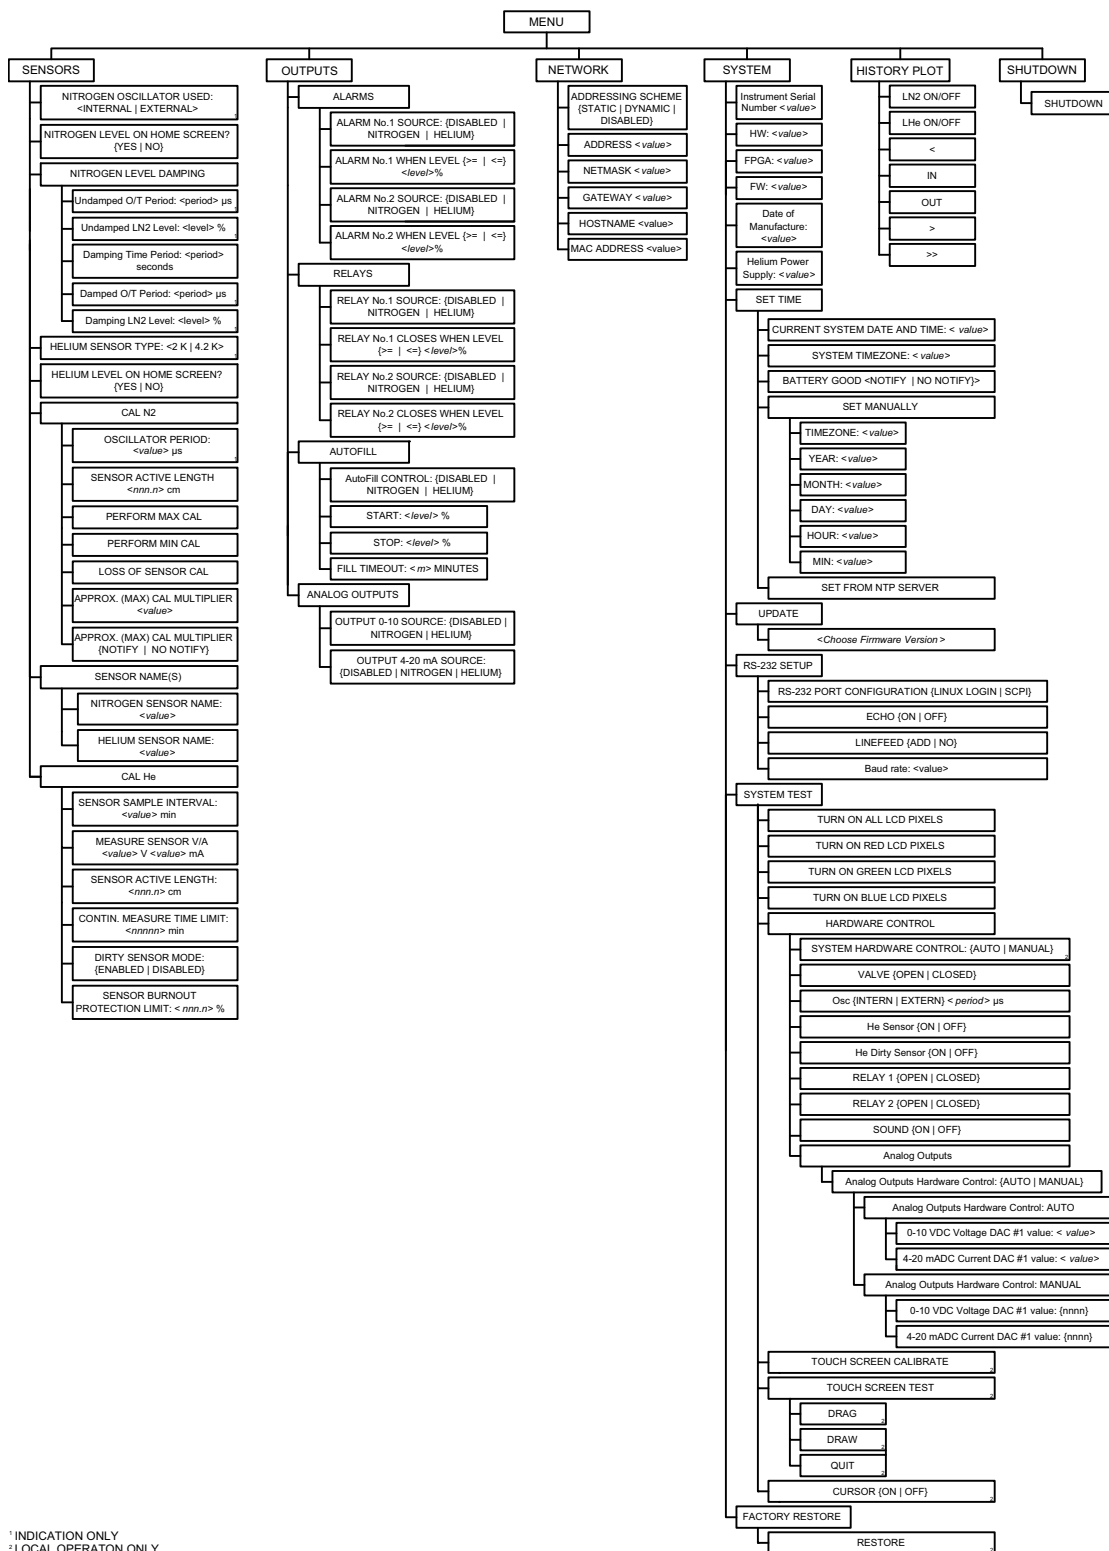 MENU
SENSORS
NITROGEN OSCILLATOR USED:
<INTERNAL | EXTERNAL>
1
NITROGEN LEVEL ON HOME SCREEN?
{YES | NO}
NITROGEN LEVEL DAMPING
Undamped O/T Period: <period> µs
1
Undamped LN2 Level: <level> %
1
Damping Time Period: <period>
seconds
Damped O/T Period: <period> µs
1
Damping LN2 Level: <level> %
1
HELIUM SENSOR TYPE: <2 K | 4.2 K>
1
HELIUM LEVEL ON HOME SCREEN?
{YES | NO}
CAL N2
OSCILLATOR PERIOD:
<value> µs
1
SENSOR ACTIVE LENGTH
<nnn.n> cm
PERFORM MAX CAL
PERFORM MIN CAL
LOSS OF SENSOR CAL
APPROX. (MAX) CAL MULTIPLIER
<value>
APPROX. (MAX) CAL MULTIPLIER
{NOTIFY | NO NOTIFY}
SENSOR NAME(S)
NITROGEN SENSOR NAME:
<value>
HELIUM SENSOR NAME:
<value>
CAL He
SENSOR SAMPLE INTERVAL:
<value> min
MEASURE SENSOR V/A
<value> V <value> mA
SENSOR ACTIVE LENGTH:
<nnn.n> cm
CONTIN. MEASURE TIME LIMIT:
<nnnnn> min
DIRTY SENSOR MODE:
{ENABLED | DISABLED}
SENSOR BURNOUT
PROTECTION LIMIT: < nnn.n> %
OUTPUTS
ALARMS
ALARM No.1 SOURCE: {DISABLED |
NITROGEN | HELIUM}
ALARM No.1 WHEN LEVEL {>= | <=}
<level>%
ALARM No.2 SOURCE: {DISABLED |
NITROGEN | HELIUM}
ALARM No.2 WHEN LEVEL {>= | <=}
<level>%
RELAYS
RELAY No.1 SOURCE: {DISABLED |
NITROGEN | HELIUM}
RELAY No.1 CLOSES WHEN LEVEL
{>= | <=} <level>%
RELAY No.2 SOURCE: {DISABLED |
NITROGEN | HELIUM}
RELAY No.2 CLOSES WHEN LEVEL
{>= | <=} <level>%
AUTOFILL
AutoFill CONTROL: {DISABLED |
NITROGEN | HELIUM}
START: <level> %
STOP: <level> %
FILL TIMEOUT: <m> MINUTES
ANALOG OUTPUTS
OUTPUT 0-10 SOURCE: {DISABLED |
NITROGEN | HELIUM}
OUTPUT 4-20 mA SOURCE:
{DISABLED | NITROGEN | HELIUM}
NETWORK
ADDRESSING SCHEME
{STATIC | DYNAMIC |
DISABLED}
ADDRESS <value>
NETMASK <value>
GATEWAY <value>
HOSTNAME <value>
MAC ADDRESS <value>
SYSTEM
Instrument Serial
Number <value>
HW: <value>
FPGA: <value>
FW: <value>
Date of
Manufacture:
<value>
Helium Power
Supply: <value>
SET TIME
CURRENT SYSTEM DATE AND TIME: < value>
SYSTEM TIMEZONE: < value>
BATTERY GOOD <NOTIFY | NO NOTIFY}>
SET MANUALLY
TIMEZONE: <value>
YEAR: <value>
MONTH: <value>
DAY: <value>
HOUR: <value>
MIN: <value>
SET FROM NTP SERVER
UPDATE
<Choose Firmware Version >
RS-232 SETUP
RS-232 PORT CONFIGURATION {LINUX LOGIN | SCPI}
ECHO {ON | OFF}
LINEFEED {ADD | NO}
Baud rate: <value>
SYSTEM TEST
TURN ON ALL LCD PIXELS
TURN ON RED LCD PIXELS
TURN ON GREEN LCD PIXELS
TURN ON BLUE LCD PIXELS
HARDWARE CONTROL
SYSTEM HARDWARE CONTROL: {AUTO | MANUAL}
2
VALVE {OPEN | CLOSED}
Osc {INTERN | EXTERN} < period> µs
He Sensor {ON | OFF}
He Dirty Sensor {ON | OFF}
RELAY 1 {OPEN | CLOSED}
RELAY 2 {OPEN | CLOSED}
SOUND {ON | OFF}
Analog Outputs
Analog Outputs Hardware Control: {AUTO | MANUAL}
Analog Outputs Hardware Control: AUTO
0-10 VDC Voltage DAC #1 value: < value>
4-20 mADC Current DAC #1 value: < value>
Analog Outputs Hardware Control: MANUAL
0-10 VDC Voltage DAC #1 value: {nnnn}
4-20 mADC Current DAC #1 value: {nnnn}
TOUCH SCREEN CALIBRATE
2
TOUCH SCREEN TEST
2
DRAG
2
DRAW
2
QUIT
2
CURSOR {ON | OFF}
2
FACTORY RESTORE
RESTORE
2
HISTORY PLOT
LN2 ON/OFF
LHe ON/OFF
<
IN
OUT
>
>>
SHUTDOWN
SHUTDOWN
1 INDICATION ONLY
2 LOCAL OPERATON ONLY